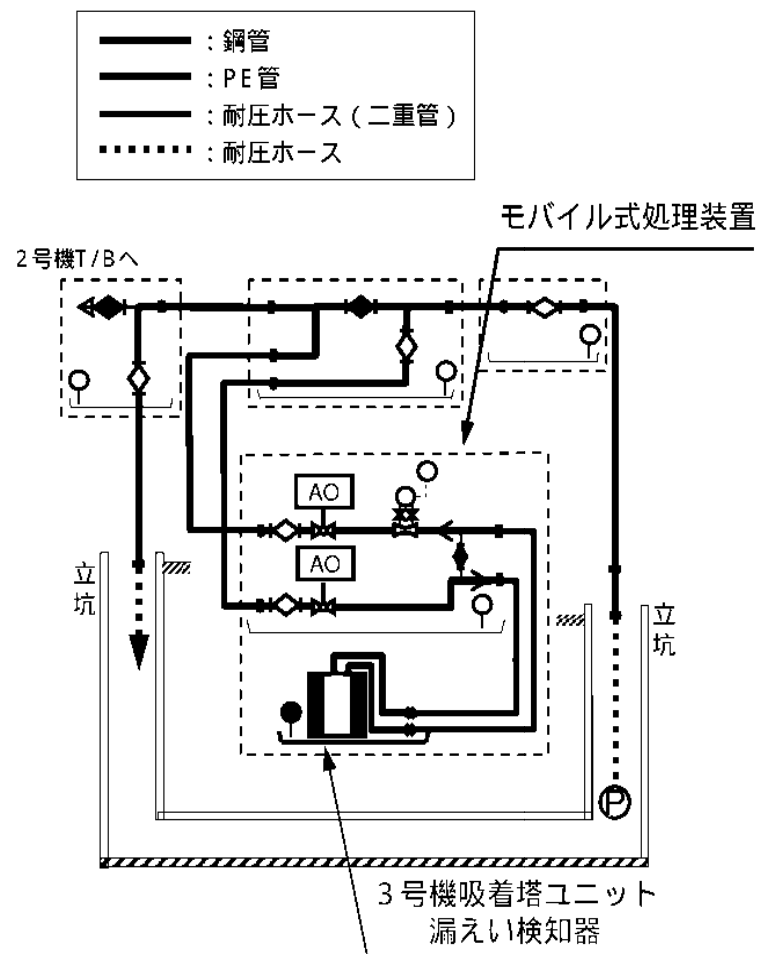 ：鋼管
：PE管
：耐圧ホース（二重管）
：耐圧ホース
モバイル式処理装置
2号機T/Bへ
AO
AO
立坑
立坑
P
3号機吸着塔ユニット
漏えい検知器